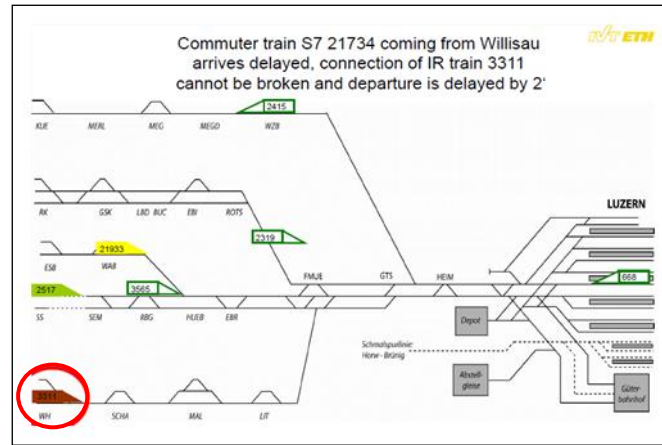 IVT ETH
Commuter train S7 21734 coming from Willisau
arrives delayed, connection of IR train 3311
cannot be broken and departure is delayed by 2'
2415
KUE MERL MEG MEGD WZB
RK GSK LBD BUC EBI ROTS
LUZERN
2319
21933
ESB WAB
FMUE GTS HEIM
668
2517
3565
SS SEM RBG HUEB EBR
Depot
Schmalspurlinie:
Horw - Brünig
Abstell-
gleise
Güter-
bahnhof
3311
WH SCHA MAL LIT